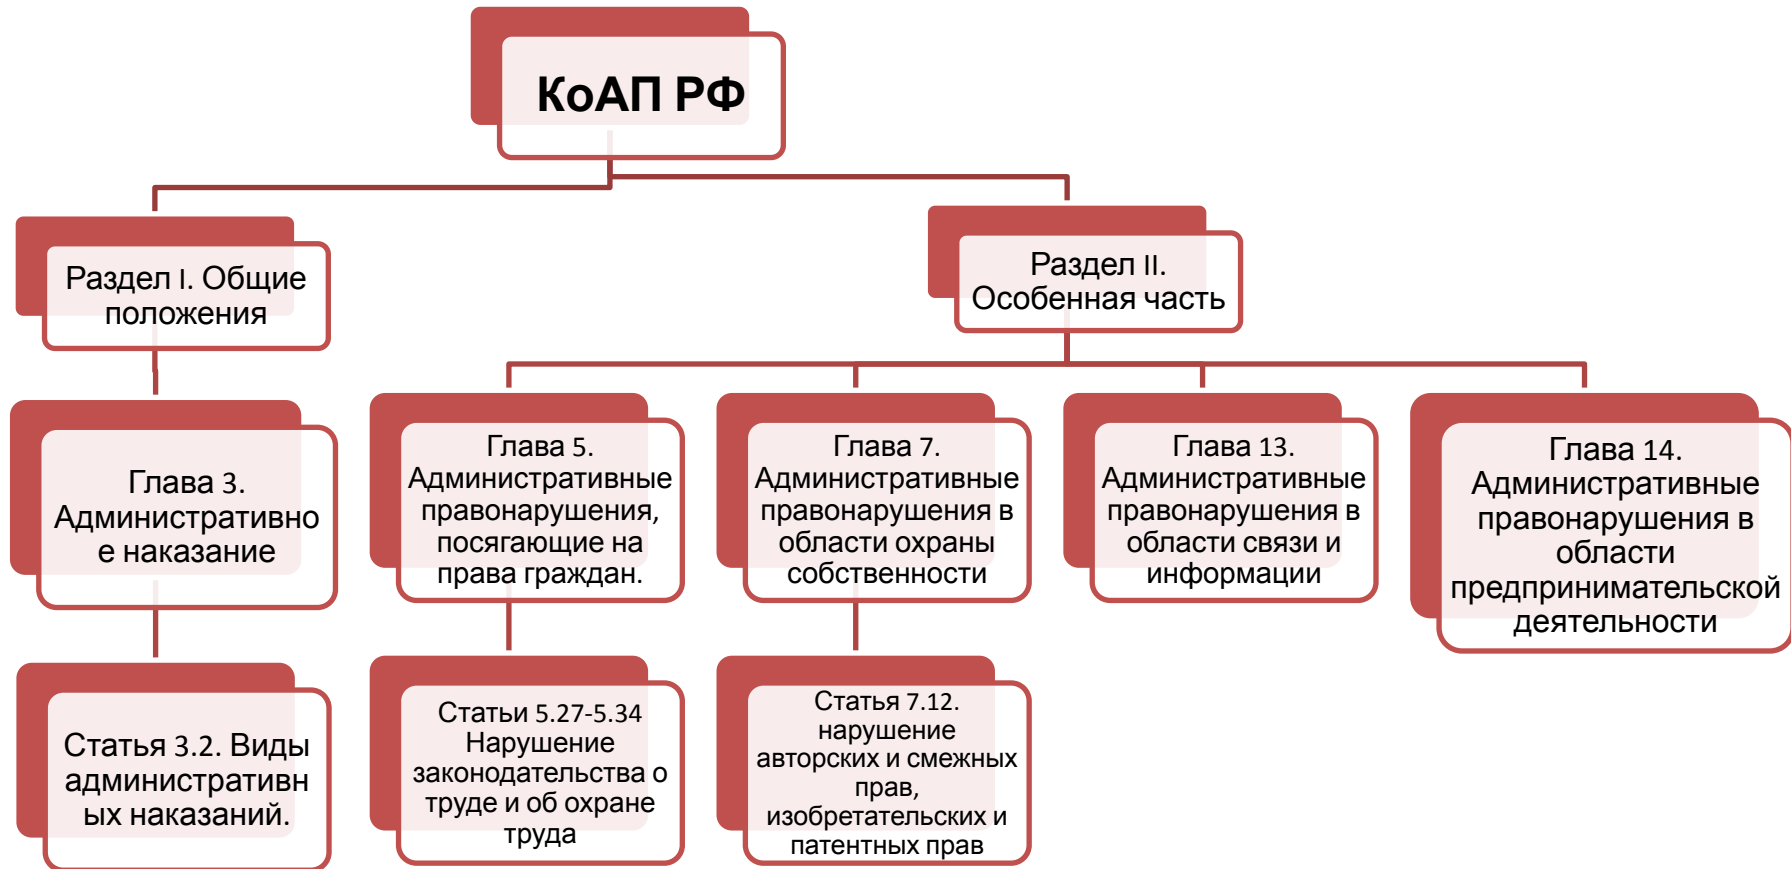 КоАП РФ
Раздел I. Общие
положения
Раздел II.
Особенная часть
Глава 3.
Административно
е наказание
Глава 5.
Административные
правонарушения,
посягающие на
права граждан.
Глава 7.
Административные
правонарушения в
области охраны
собственности
Глава 13.
Административные
правонарушения в
области связи и
информации
Глава 14.
Административные
правонарушения в
области
предпринимательской
деятельности
Статья 3.2. Виды
административн
ых наказаний.
Статьи 5.27-5.34
Нарушение
законодательства о
труде и об охране
труда
Статья 7.12.
нарушение
авторских и смежных
прав,
изобретательских и
патентных прав